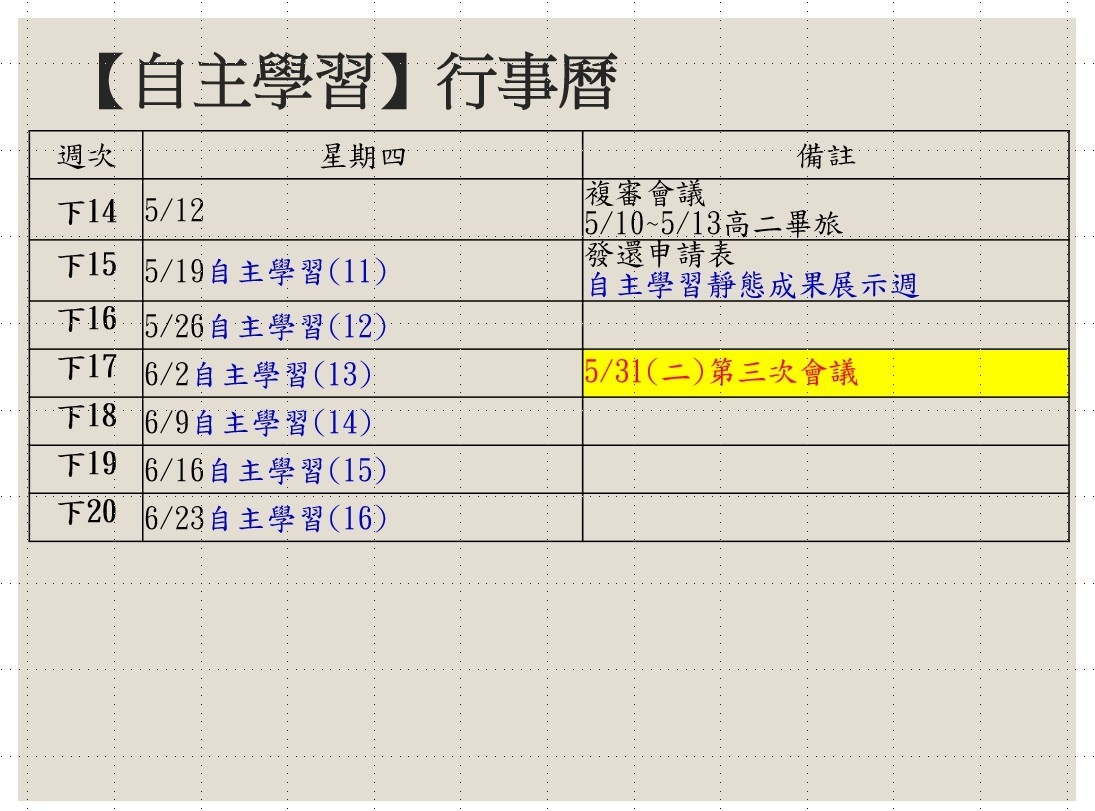 【自主學習】行事曆
週次 星期四 備註
下14 5/12 複審會議
5/10~5/13高二畢旅
下15 5/19自主學習(11) 發還申請表
自主學習靜態成果展示週
下16 5/26自主學習(12)
下17 6/2自主學習(13) 5/31(二)第三次會議
下18 6/9自主學習(14)
下19 6/16自主學習(15)
下20 6/23自主學習(16)